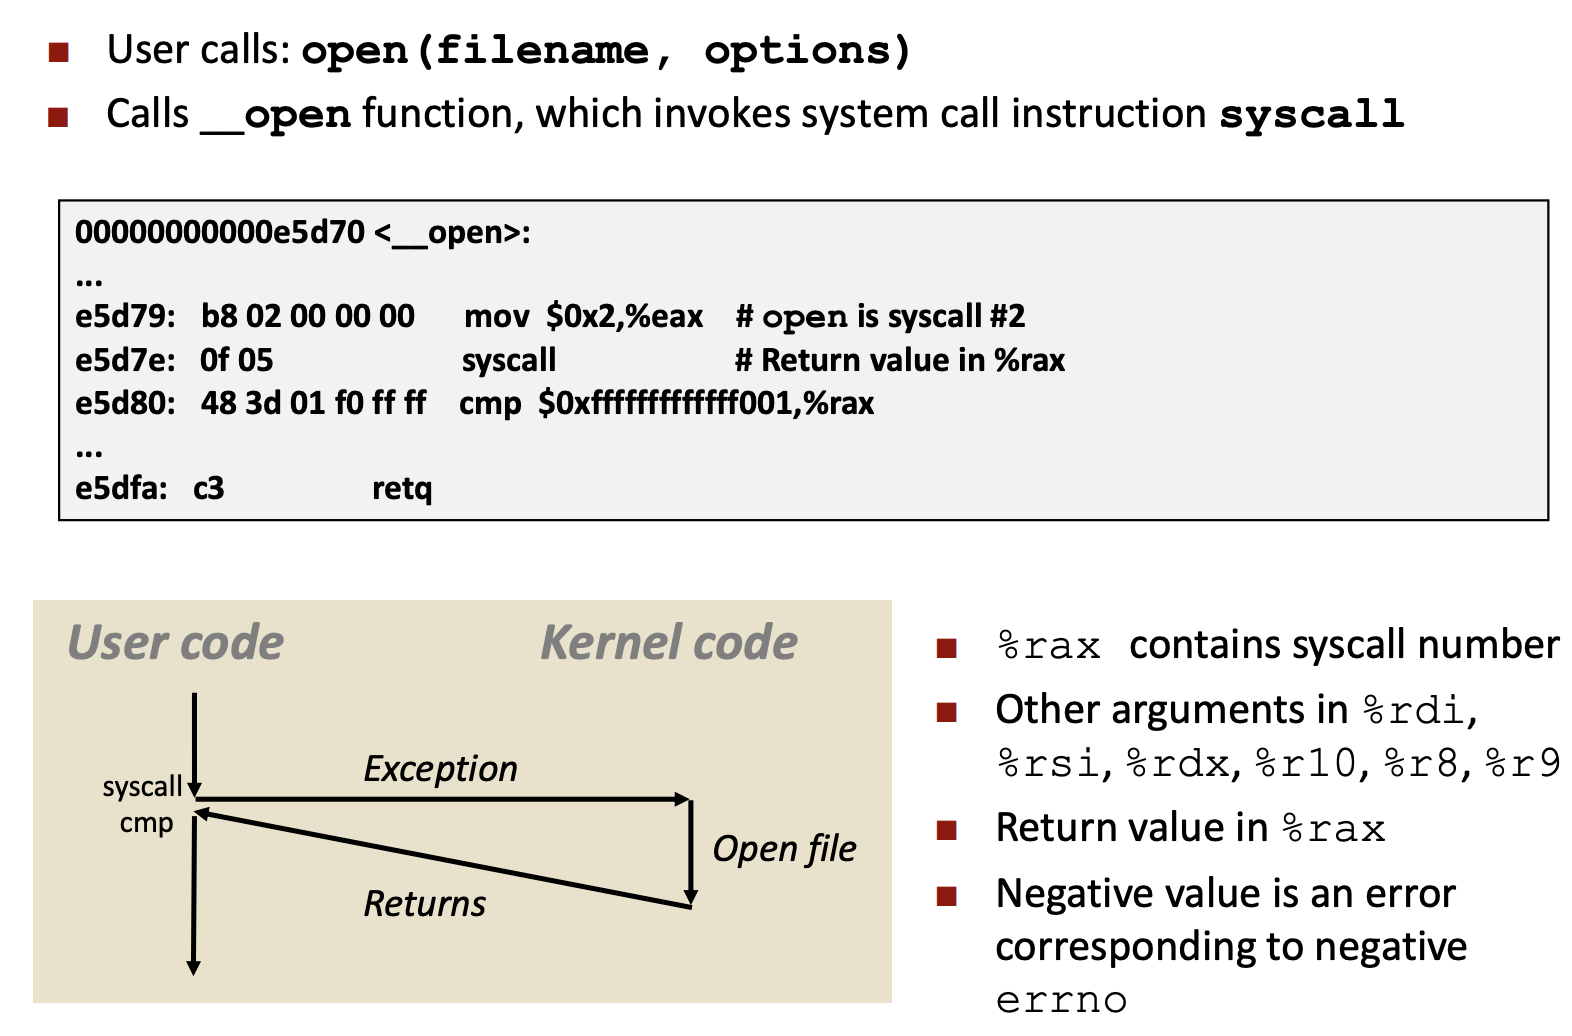 User calls: open(filename, options)
Calls __open function, which invokes system call instruction syscall
00000000000e5d70 <__open>:
...
e5d79: b8 02 00 00 00 mov $0x2,%eax # open is syscall #2
e5d7e: 0f 05 syscall # Return value in %rax
e5d80: 48 3d 01 f0 ff ff cmp $0xfffffffffffff001,%rax
...
e5dfa: c3 retq
User code Kernel code
syscall
cmp
Exception
Open file
Returns
%rax contains syscall number
Other arguments in %rdi,
%rsi, %rdx, %r10, %r8, %r9
Return value in %rax
Negative value is an error
corresponding to negative
errno